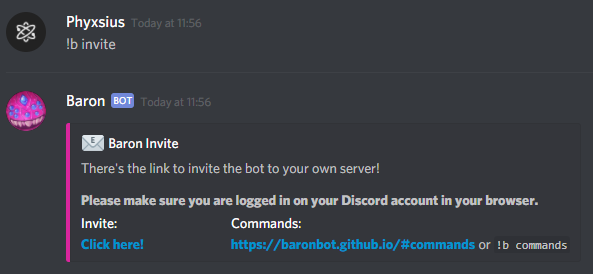 Phyxsius Today at 11:56
!b invite
Baron BOT Today at 11:56
E Baron Invite
There's the link to invite the bot to your own server!
Please make sure you are logged in on your Discord account in your browser.
Invite: Commands:
Click here! https://baronbot.github.io/#commands or !b commands